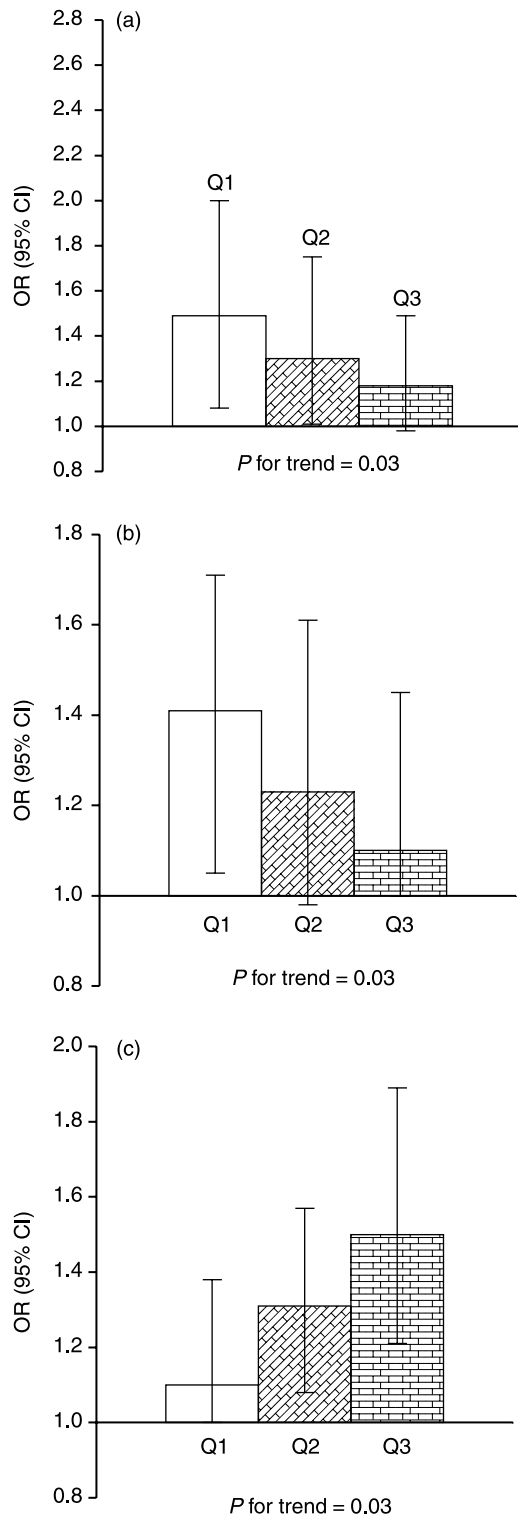 (a)
2.8
2.6
2.4
2.2
2.0
1.8
1.6
1.4
1.2
1.0
0.8
OR (95% CI)
Q1
Q2
Q3
P for trend = 0.03
(b)
1.8
1.6
1.4
1.2
1.0
0.8
OR (95% CI)
Q1 Q2 Q3
P for trend = 0.03
(c)
2.0
1.8
1.6
1.4
1.2
1.0
0.8
OR (95% CI)
Q1 Q2 Q3
P for trend = 0.03